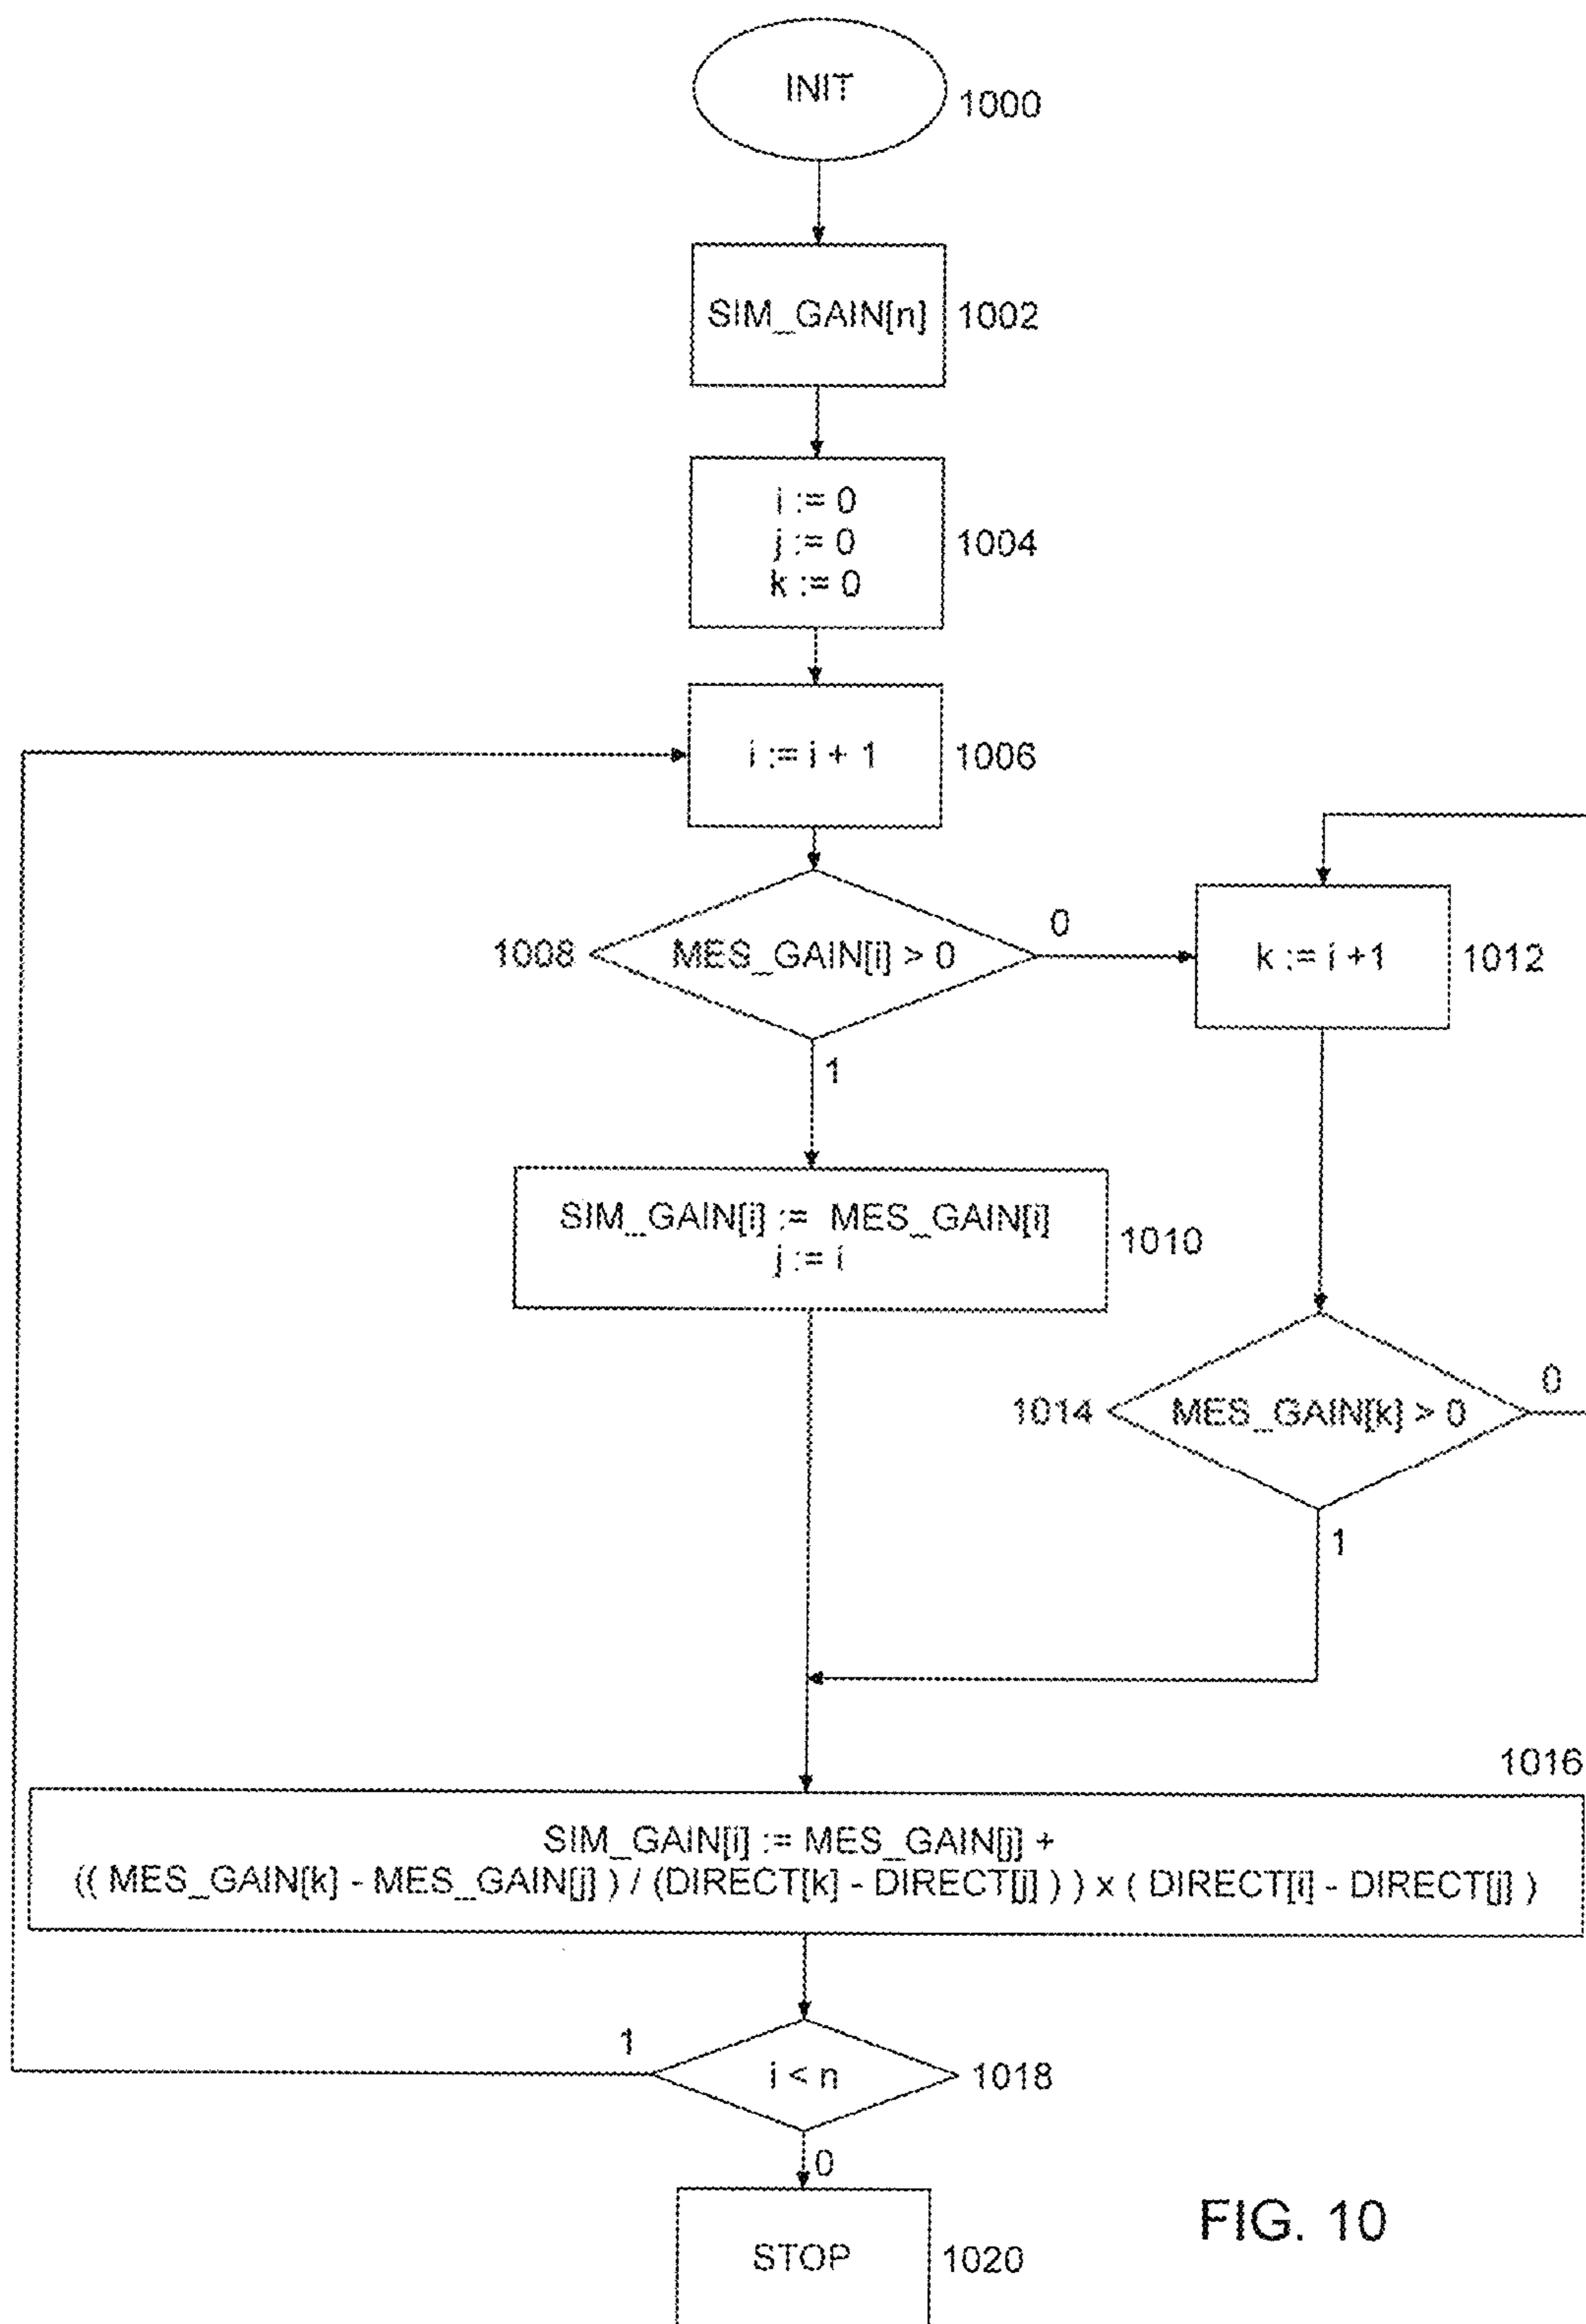 INIT
1000
SIM_GAIN[n]
1002
i := 0
j := 0
k := 0
1004
i := i + 1
1006
1008
MES_GAIN[i] > 0
0
1
k := i +1
1012
SIM_GAIN[i] := MES_GAIN[i]
j := i
1010
1014
MES_GAIN[k] > 0
0
1
1016
SIM_GAIN[i] := MES_GAIN[j] +
(( MES_GAIN[k] - MES_GAIN[j] ) / (DIRECT[k] - DIRECT[j] ) ) x ( DIRECT[i] - DIRECT[j] )
1
i < n
1018
0
STOP
1020
FIG. 10